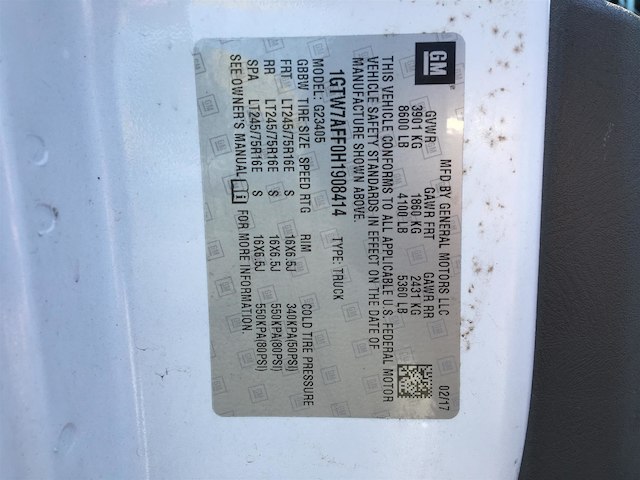 GM
MFD BY GENERAL MOTORS LLC 02/17
GVWR GAWR FRT GAWR RR
3901 KG 1860 KG 2431 KG
8600 LB 4100 LB 5360 LB
THIS VEHICLE CONFORMS TO ALL APPLICABLE U.S. FEDERAL MOTOR
VEHICLE SAFETY STANDARDS IN EFFECT ON THE DATE OF
MANUFACTURE SHOWN ABOVE.
1GTW7AFF0H1908414 TYPE: TRUCK
MODEL: G23405
GBBW TIRE SIZE SPEED RTG RIM COLD TIRE PRESSURE
FRT LT245/75R16E S 16X6.5J 340KPA(50PSI)
RR LT245/75R16E S 16X6.5J 550KPA(80PSI)
SPA LT245/75R16E S 16X6.5J 550KPA(80PSI)
SEE OWNER'S MANUAL i FOR MORE INFORMATION